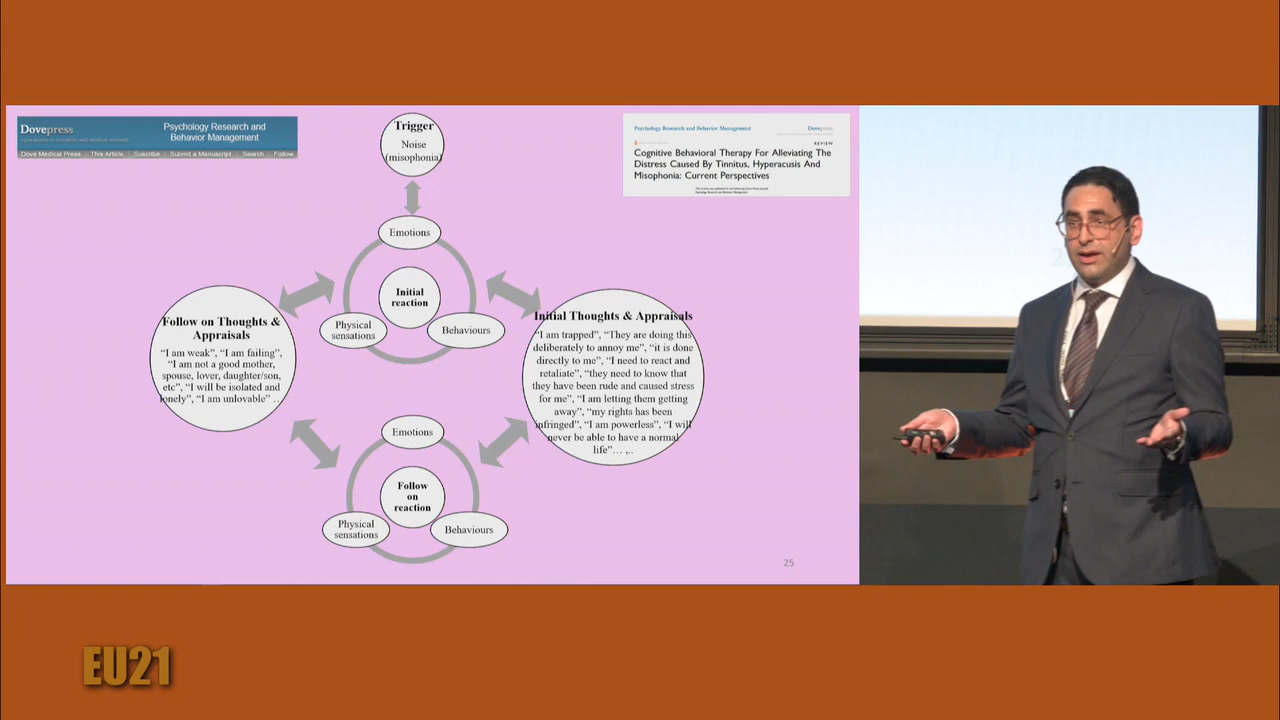 Dovepress
Psychology Research and
Behavior Management
Dove Medical Press
This Article
Submit a Manuscript
Search
Follow
Trigger
Noise
(misophonia)
Psychology Research and Behavior Management
Dovepress
REVIEW
Cognitive Behavioral Therapy For Alleviating The
Distress Caused By Tinnitus, Hyperacusis And
Misophonia: Current Perspectives
Emotions
Initial
reaction
Physical
sensations
Behaviours
Follow on Thoughts &
Appraisals
“I am weak”, “I am failing”,
“I am not a good mother,
spouse, lover, daughter/son,
etc”, “I will be isolated and
lonely”, “I am unlovable” ..
Initial Thoughts & Appraisals
“I am trapped”, “They are doing this
deliberately to annoy me”, “it is done
directly to me”, “I need to react and
retaliate”, “they need to know that
they have been rude and caused stress
for me”, “I am letting them getting
away”, “my rights has been
infringed”, “I am powerless”, “I will
never be able to have a normal
life”… ,..
Emotions
Follow
on
reaction
Physical
sensations
Behaviours
25
EU21